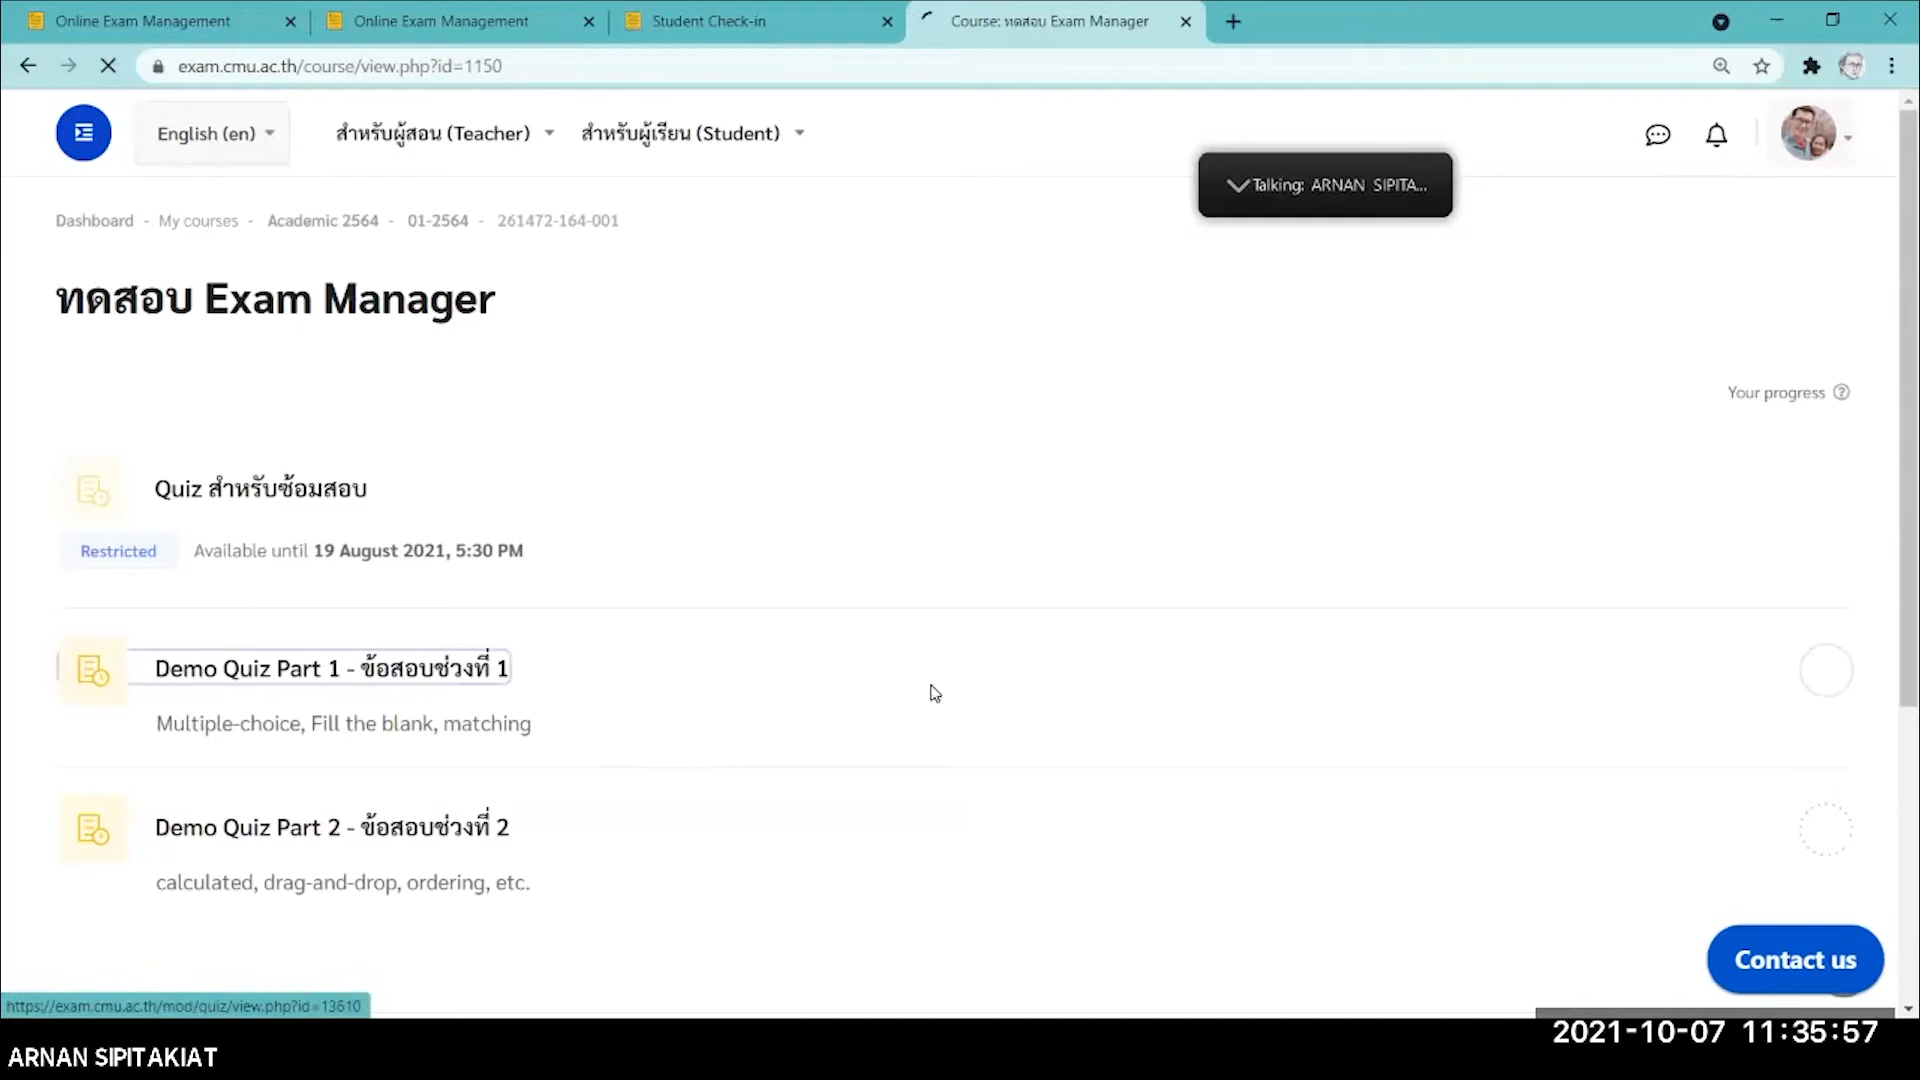 Online Exam Management
Online Exam Management
Student Check-in
Course: ทดสอบ Exam Manager
exam.cmu.ac.th/course/view.php?id=1150
English (en)
สำหรับผู้สอน (Teacher)
สำหรับผู้เรียน (Student)
Talking: ARNAN SIPITA...
Dashboard - My courses - Academic 2564 - 01-2564 - 261472-164-001
ทดสอบ Exam Manager
Your progress
Quiz สำหรับซ้อมสอบ
Restricted Available until 19 August 2021, 5:30 PM
Demo Quiz Part 1 - ข้อสอบช่วงที่ 1
Multiple-choice, Fill the blank, matching
Demo Quiz Part 2 - ข้อสอบช่วงที่ 2
calculated, drag-and-drop, ordering, etc.
Contact us
https://exam.cmu.ac.th/mod/quiz/view.php?id=13610
2021-10-07 11:35:57
ARNAN SIPITAKIAT